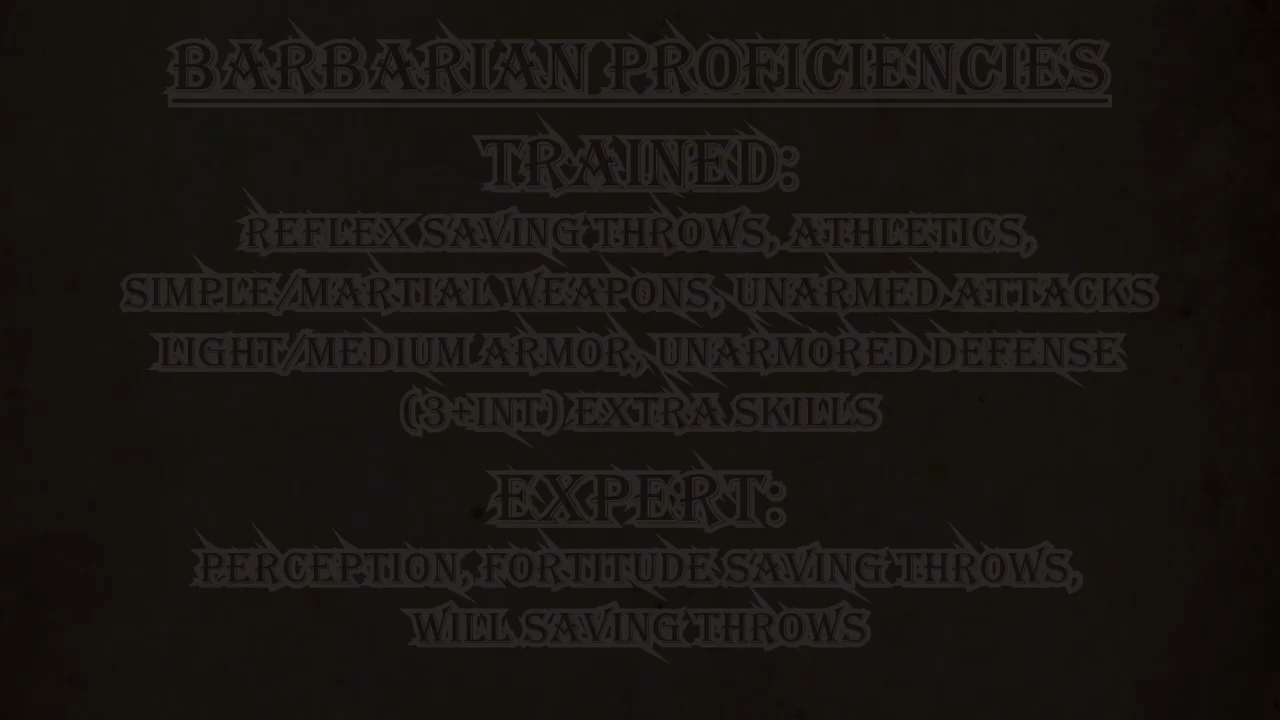 BARBARIAN PROFICIENCIES
TRAINED:
REFLEX SAVING THROWS, ATHLETICS,
SIMPLE/MARTIAL WEAPONS, UNARMED ATTACKS
LIGHT/MEDIUM ARMOR, UNARMORED DEFENSE
(3+INT) EXTRA SKILLS
EXPERT:
PERCEPTION, FORTITUDE SAVING THROWS,
WILL SAVING THROWS